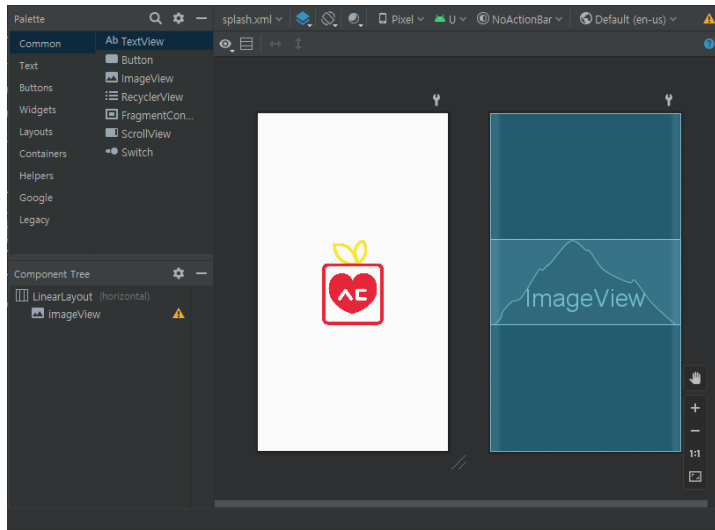 Palette
splash.xml
Pixel
U
NoActionBar
Default (en-us)
Common
Text
Buttons
Widgets
Layouts
Containers
Helpers
Google
Legacy
Ab TextView
Button
ImageView
RecyclerView
FragmentCon...
ScrollView
Switch
Component Tree
LinearLayout (horizontal)
imageView
ImageView
1:1